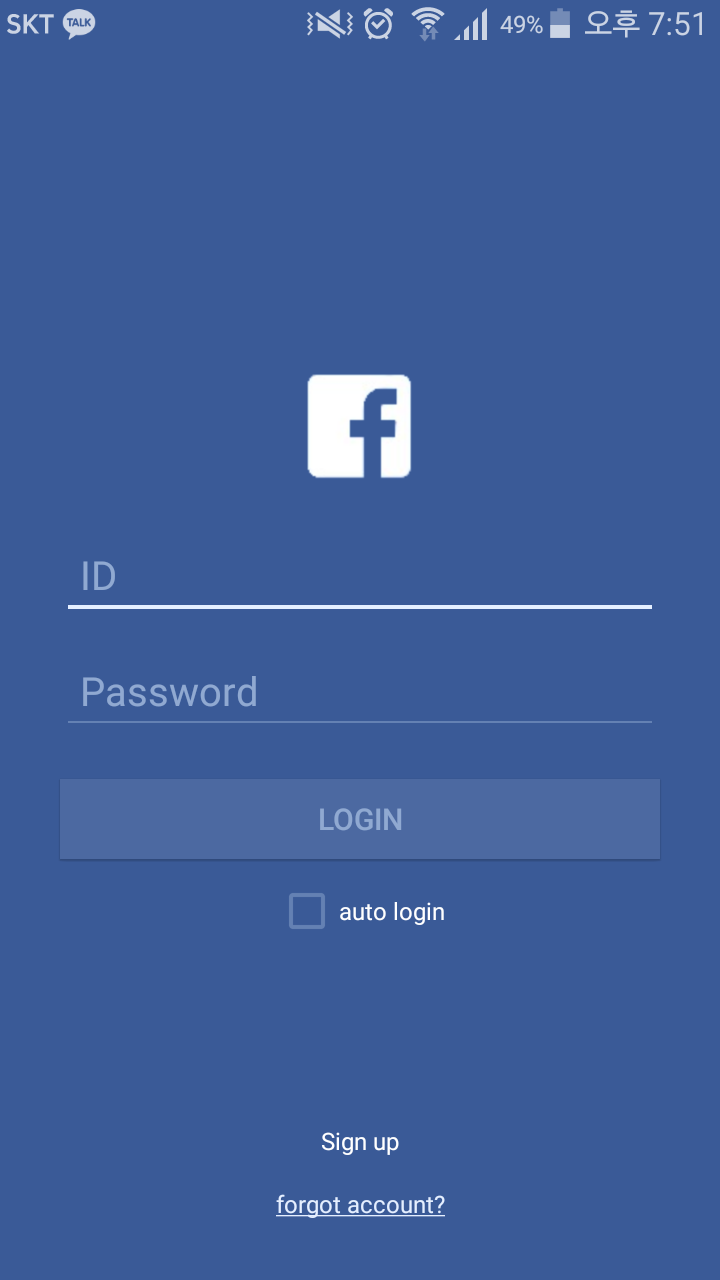 SKT TALK 49% 오후 7:51
f
ID
Password
LOGIN
auto login
Sign up
forgot account?